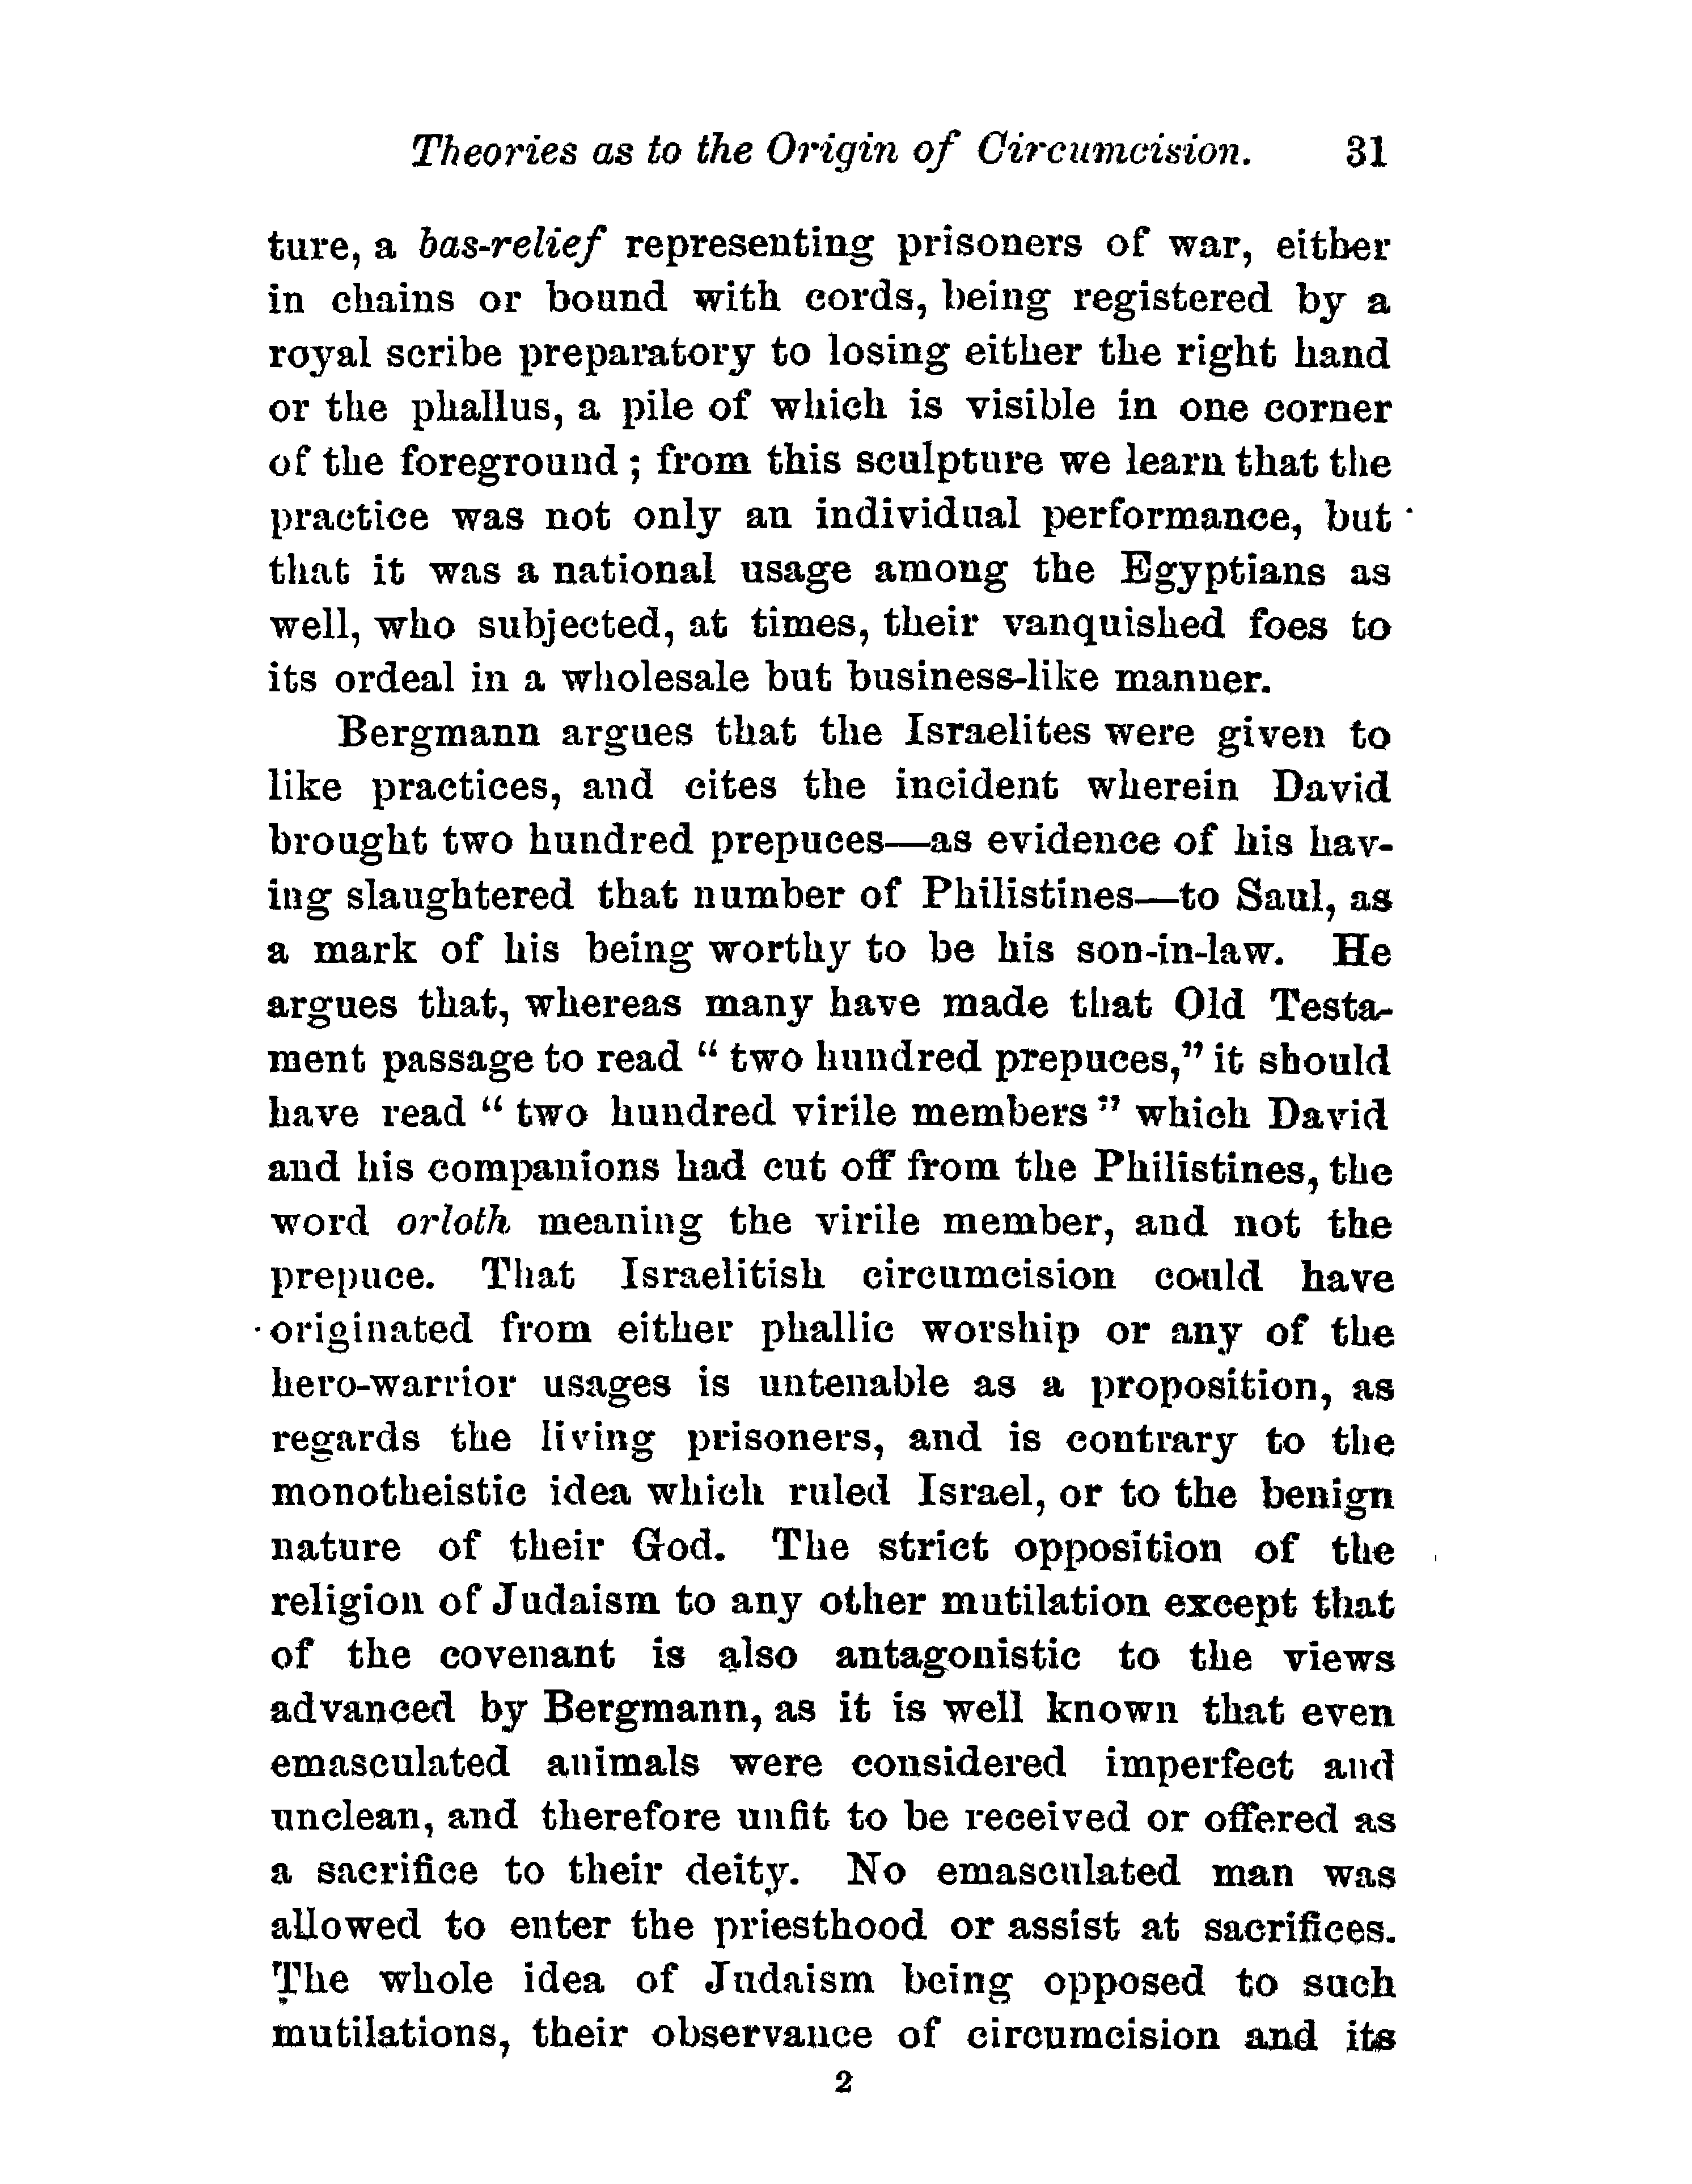 Theories as to the Origin of Circumcision. 31
ture, a bas-relief representing prisoners of war, either
in chains or bound with cords, being registered by a
royal scribe preparatory to losing either the right hand
or the phallus, a pile of which is visible in one corner
of the foreground; from this sculpture we learn that the
practice was not only an individual performance, but
that it was a national usage among the Egyptians as
well, who subjected, at times, their vanquished foes to
its ordeal in a wholesale but business-like manner.
Bergmann argues that the Israelites were given to
like practices, and cites the incident wherein David
brought two hundred prepuces—as evidence of his hav-
ing slaughtered that number of Philistines—to Saul, as
a mark of his being worthy to be his son-in-law. He
argues that, whereas many have made that Old Testa-
ment passage to read “two hundred prepuces,” it should
have read “two hundred virile members” which David
and his companions had cut off from the Philistines, the
word orloth meaning the virile member, and not the
prepuce. That Israelitish circumcision could have
originated from either phallic worship or any of the
hero-warrior usages is untenable as a proposition, as
regards the living prisoners, and is contrary to the
monotheistic idea which ruled Israel, or to the benign
nature of their God. The strict opposition of the
religion of Judaism to any other mutilation except that
of the covenant is also antagonistic to the views
advanced by Bergmann, as it is well known that even
emasculated animals were considered imperfect and
unclean, and therefore unfit to be received or offered as
a sacrifice to their deity. No emasculated man was
allowed to enter the priesthood or assist at sacrifices.
The whole idea of Judaism being opposed to such
mutilations, their observance of circumcision and its
2